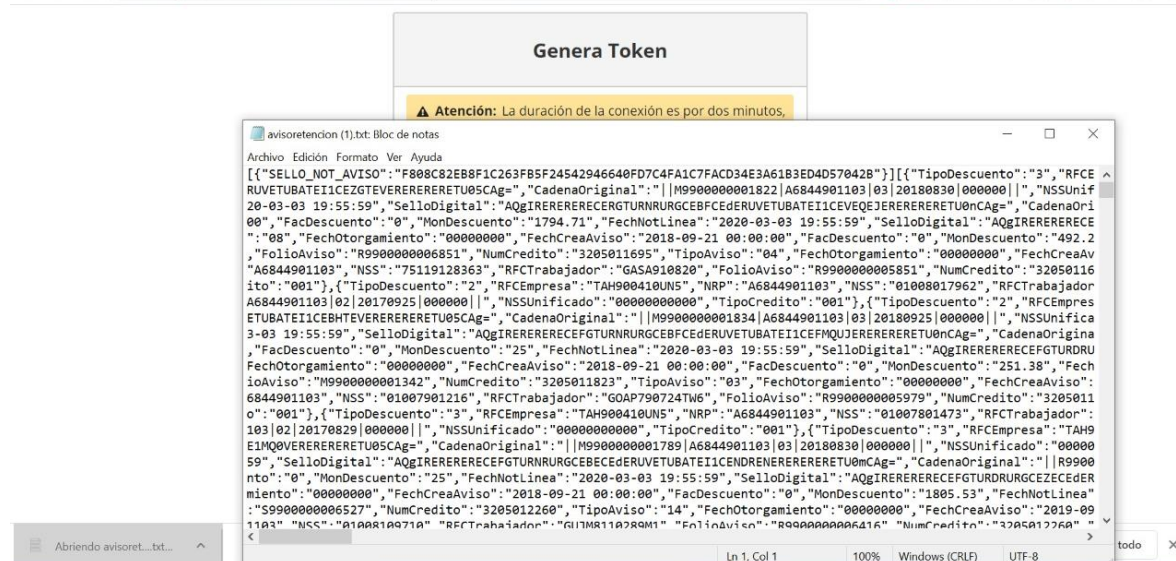 Genera Token
Atención: La duración de la conexión es por dos minutos,
avisoretencion (1).txt: Bloc de notas
Archivo Edición Formato Ver Ayuda
[{"SELLO_NOT_AVISO":"F808C82EB8F1C263FB5F24542946640FD7C4FA1C7FACD34E3A61B3ED4D57042B"}][{"TipoDescuento":"3","RFCE
RUVETUBATEI1CEZGTEVERERERERETU05CAg=","CadenaOriginal":"||M9900000001822|A6844901103|03|20180830|000000||","NSSUnif
20-03-03 19:55:59","SelloDigital":"AQgIRERERERECERGTURNRURGCEBFCEdERUVETUBATEI1CEVEQEJERERERERETU0nCAg=","CadenaOri
00","FacDescuento":"0","MonDescuento":"1794.71","FechNotLinea":"2020-03-03 19:55:59","SelloDigital":"AQgIRERERERECE
":"08","FechOtorgamiento":"00000000","FechCreaAviso":"2018-09-21 00:00:00","FacDescuento":"0","MonDescuento":"492.2
,"FolioAviso":"R9900000006851","NumCredito":"3205011695","TipoAviso":"04","FechOtorgamiento":"00000000","FechCreaAv
"A6844901103","NSS":"75119128363","RFCTrabajador":"GASA910820","FolioAviso":"R9900000005851","NumCredito":"32050116
ito":"001"},{"TipoDescuento":"2","RFCEmpresa":"TAH900410UN5","NRP":"A6844901103","NSS":"01008017962","RFCTrabajador
A6844901103|02|20170925|000000||","NSSUnificado":"00000000000","TipoCredito":"001"},{"TipoDescuento":"2","RFCEmpres
ETUBATEI1CEBHTEVERERERERETU05CAg=","CadenaOriginal":"||M9900000001834|A6844901103|03|20180925|000000||","NSSUnifica
3-03 19:55:59","SelloDigital":"AQgIRERERERECEFGTURNRURGCEBFCEdERUVETUBATEI1CEFMQUJERERERERETU0nCAg=","CadenaOrigina
,"FacDescuento":"0","MonDescuento":"25","FechNotLinea":"2020-03-03 19:55:59","SelloDigital":"AQgIRERERERECEFGTURDRU
FechOtorgamiento":"00000000","FechCreaAviso":"2018-09-21 00:00:00","FacDescuento":"0","MonDescuento":"251.38","Fech
ioAviso":"M9900000001342","NumCredito":"3205011823","TipoAviso":"03","FechOtorgamiento":"00000000","FechCreaAviso":
6844901103","NSS":"01007901216","RFCTrabajador":"GOAP790724TW6","FolioAviso":"R9900000005979","NumCredito":"3205011
o":"001"},{"TipoDescuento":"3","RFCEmpresa":"TAH900410UN5","NRP":"A6844901103","NSS":"01007801473","RFCTrabajador":
103|02|20170829|000000||","NSSUnificado":"00000000000","TipoCredito":"001"},{"TipoDescuento":"3","RFCEmpresa":"TAH9
E1MQ0VERERERERETU05CAg=","CadenaOriginal":"||M9900000001789|A6844901103|03|20180830|000000||","NSSUnificado":"00000
59","SelloDigital":"AQgIRERERERECEFGTURNRURGCEBECEdERUVETUBATEI1CENDRENERERERERETU0mCAg=","CadenaOriginal":"||R9900
nto":"0","MonDescuento":"25","FechNotLinea":"2020-03-03 19:55:59","SelloDigital":"AQgIRERERERECEFGTURDRURGCEZECEdER
miento":"00000000","FechCreaAviso":"2018-09-21 00:00:00","FacDescuento":"0","MonDescuento":"1805.53","FechNotLinea"
:"S9900000006527","NumCredito":"3205012260","TipoAviso":"14","FechOtorgamiento":"00000000","FechCreaAviso":"2019-09
1103","NSS":"01008109710","RFCTrabajador":"GUJM8110289M1","FolioAviso":"R9900000006416","NumCredito":"3205012260","
Ln 1, Col 1 100% Windows (CRLF) UTF-8
Abriendo avisoret....txt...
todo